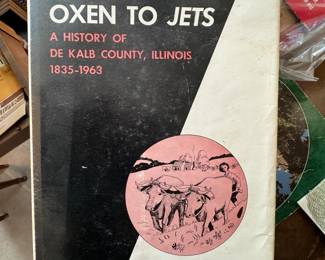 OXEN TO JETS
A HISTORY OF
DE KALB COUNTY, ILLINOIS
1835-1963